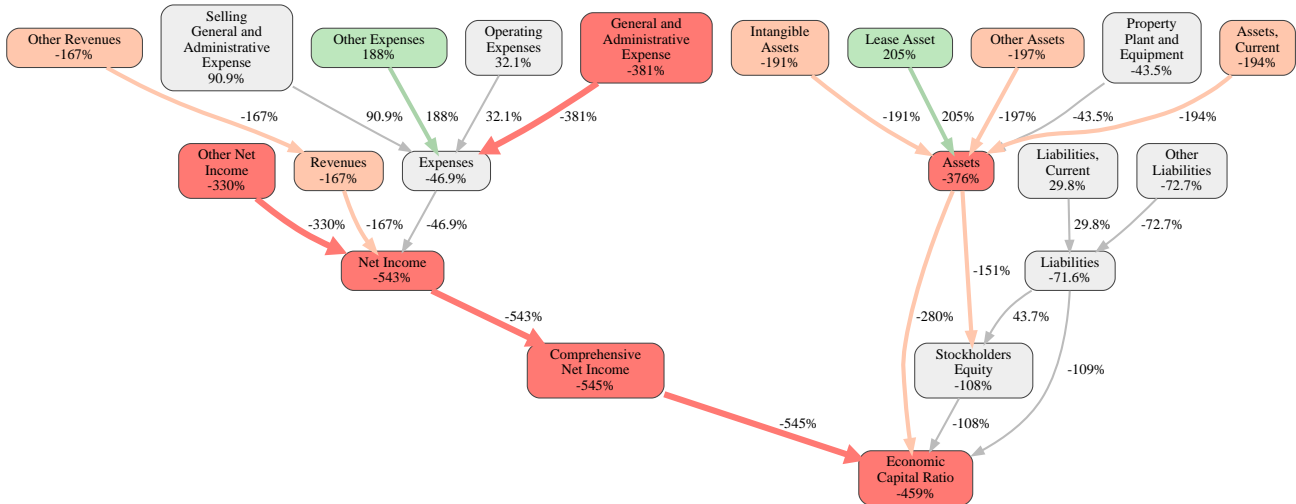 Other Revenues
-167%
Selling
General and
Administrative
Expense
90.9%
Other Expenses
188%
Operating
Expenses
32.1%
General and
Administrative
Expense
-381%
Intangible
Assets
-191%
Lease Asset
205%
Other Assets
-197%
Property
Plant and
Equipment
-43.5%
Assets,
Current
-194%
-167%
90.9%
188%
32.1%
-381%
-191%
205%
-197%
-43.5%
-194%
Other Net
Income
-330%
Revenues
-167%
Expenses
-46.9%
Assets
-376%
Liabilities,
Current
29.8%
Other
Liabilities
-72.7%
-330%
-167%
-46.9%
29.8%
-72.7%
Net Income
-543%
-151%
Liabilities
-71.6%
-543%
-280%
43.7%
Comprehensive
Net Income
-545%
Stockholders
Equity
-108%
-109%
-545%
-108%
Economic
Capital Ratio
-459%